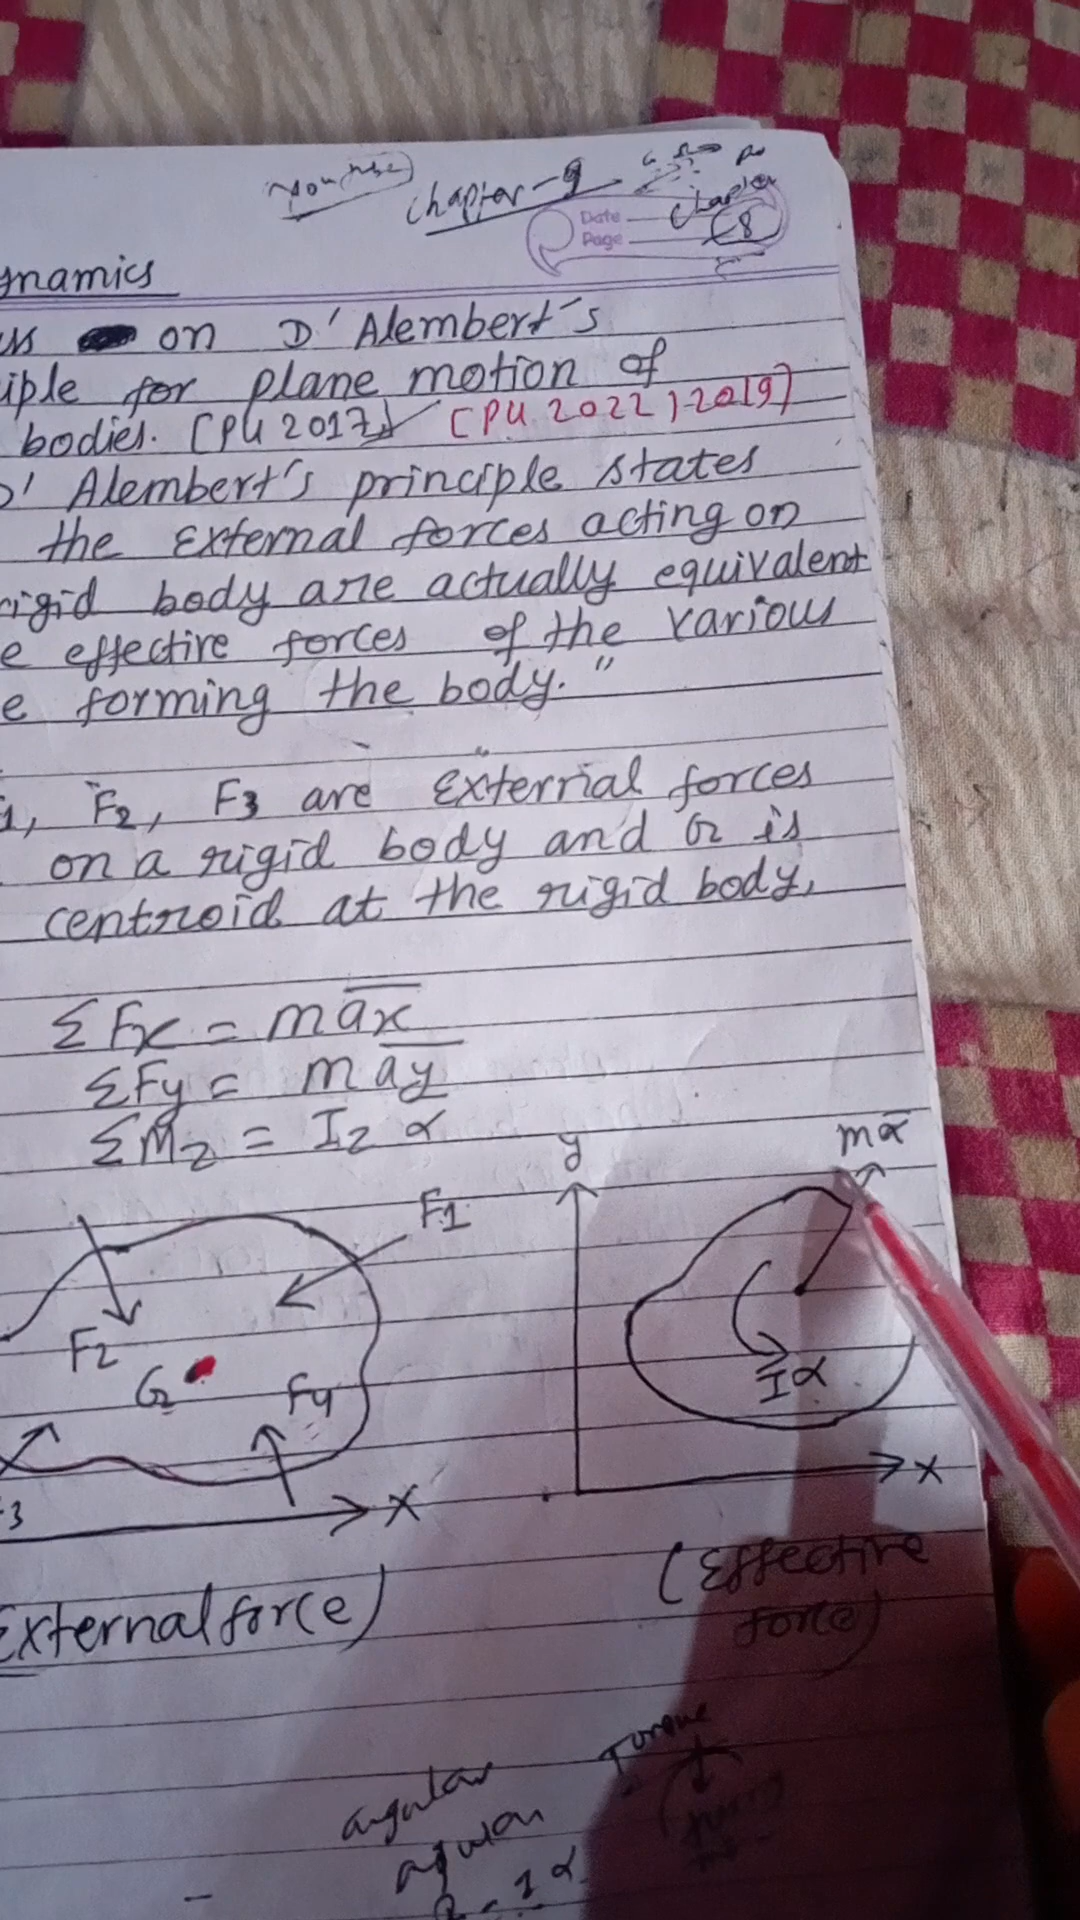 Chapter-9
Chapter
8
Date
Page
namics
on D'Alembert's
iple for plane motion of
bodies. [PU 2017] [PU 2022, 2019]
D' Alembert's principle states
the External forces acting on
rigid body are actually equivalent
e effective forces of the various
e forming the body."
1, F2, F3 are External forces
on a rigid body and G is
centroid at the rigid body,
ΣFx = max̅
ΣFy = may̅
ΣMz = Iz α
y
ma̅
F1
F2
G
F4
I̅α
3
X
X
External force)
(Effective
force)
Torque
angular
= I α